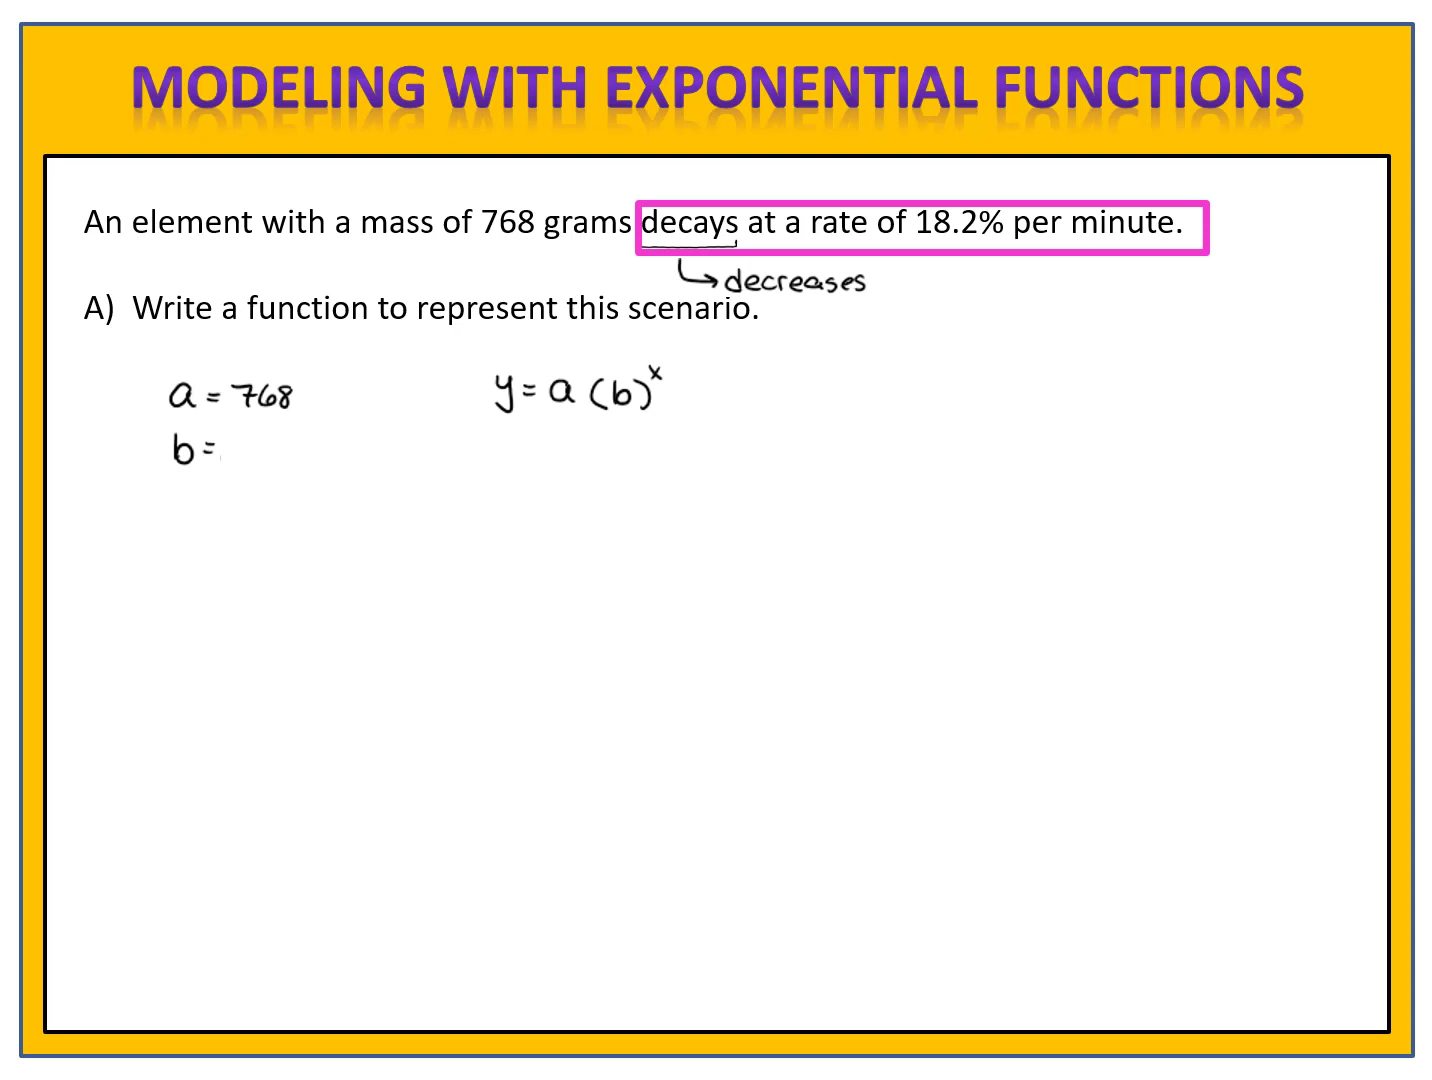 MODELING WITH EXPONENTIAL FUNCTIONS
An element with a mass of 768 grams decays at a rate of 18.2% per minute.
decreases
A) Write a function to represent this scenario.
a = 768
y = a (b)^x
b =